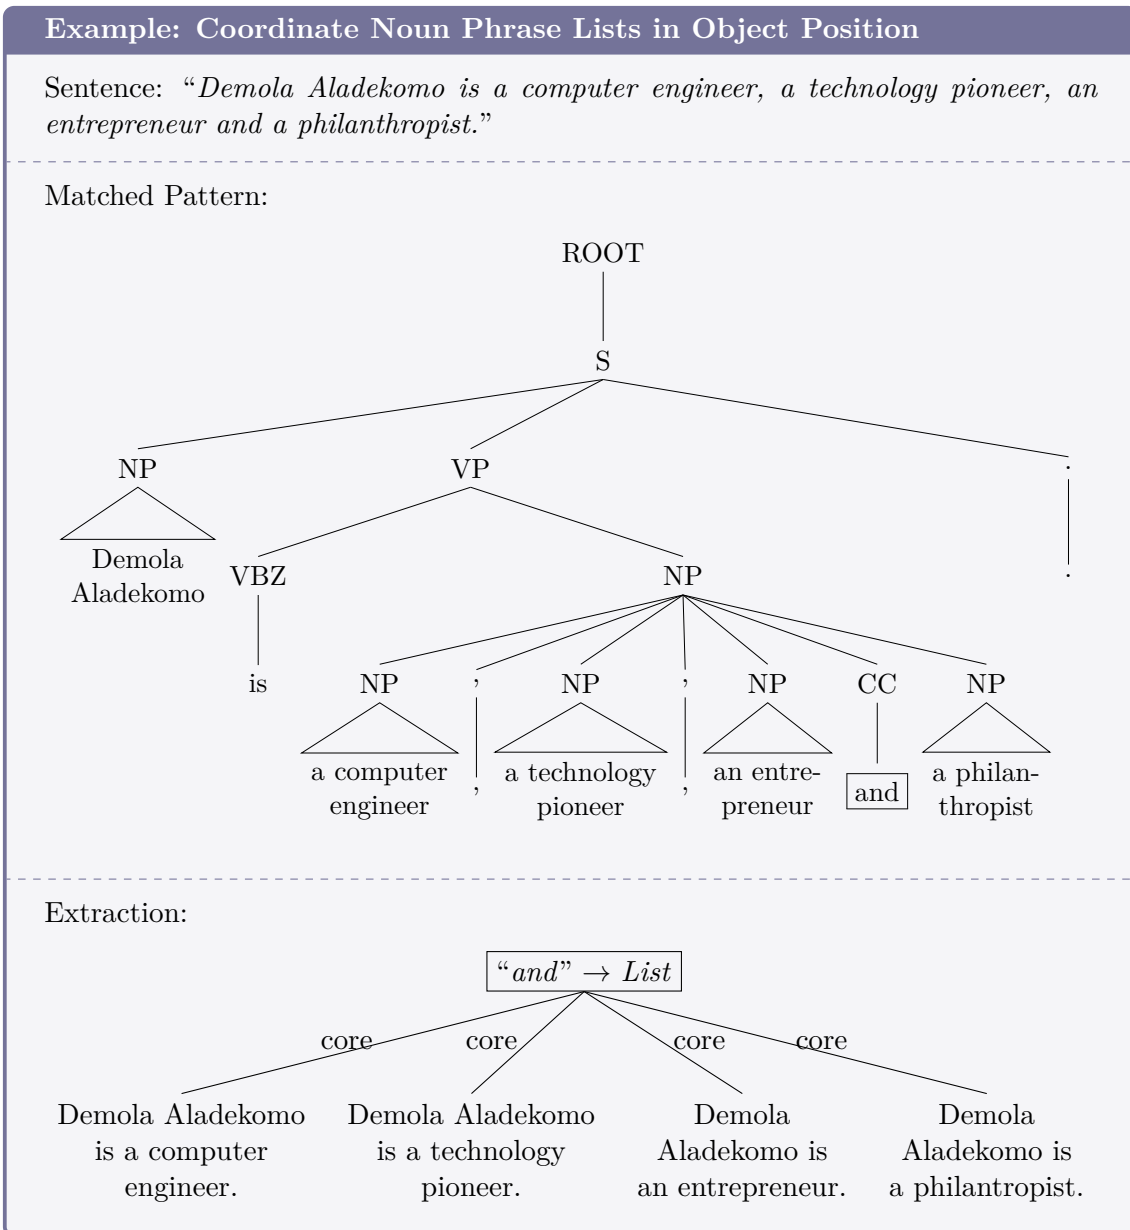 Example: Coordinate Noun Phrase Lists in Object Position
Sentence: “Demola Aladekomo is a computer engineer, a technology pioneer, an
entrepreneur and a philanthropist.”
Matched Pattern:
ROOT
S
NP VP .
Demola
Aladekomo
VBZ NP .
is NP , NP , NP CC NP
a computer
engineer
,
a technology
pioneer
,
an entre-
preneur
and
a philan-
thropist
Extraction:
“and” → List
core core core core
Demola Aladekomo
is a computer
engineer.
Demola Aladekomo
is a technology
pioneer.
Demola
Aladekomo is
an entrepreneur.
Demola
Aladekomo is
a philantropist.